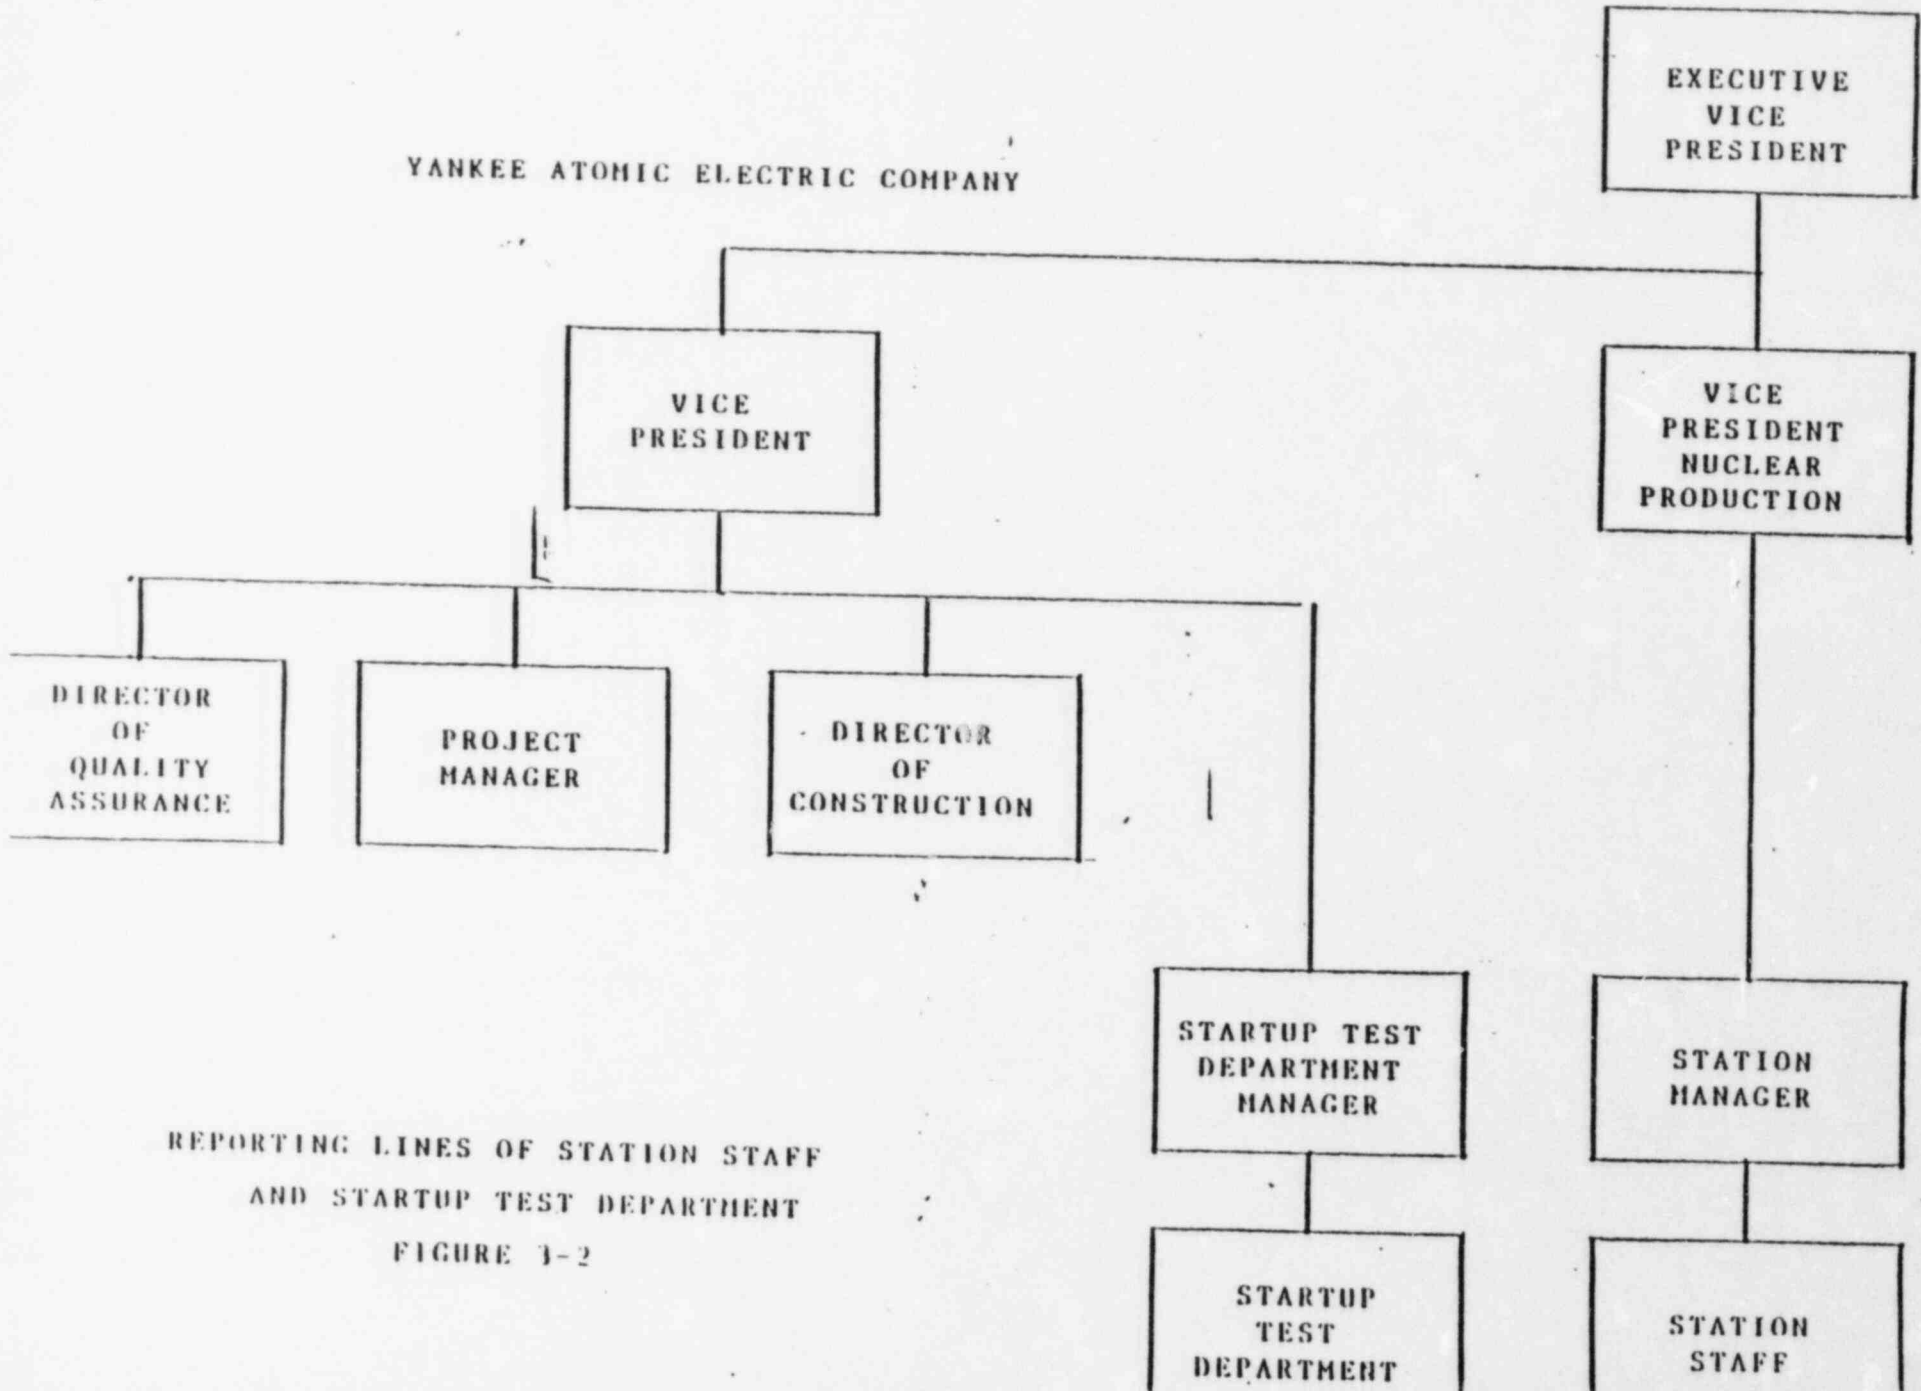 EXECUTIVE
VICE
PRESIDENT
YANKEE ATOMIC ELECTRIC COMPANY
VICE
PRESIDENT
VICE
PRESIDENT
NUCLEAR
PRODUCTION
DIRECTOR
OF
QUALITY
ASSURANCE
PROJECT
MANAGER
DIRECTOR
OF
CONSTRUCTION
STARTUP TEST
DEPARTMENT
MANAGER
STATION
MANAGER
REPORTING LINES OF STATION STAFF
AND STARTUP TEST DEPARTMENT
FIGURE 3-2
STARTUP
TEST
DEPARTMENT
STATION
STAFF